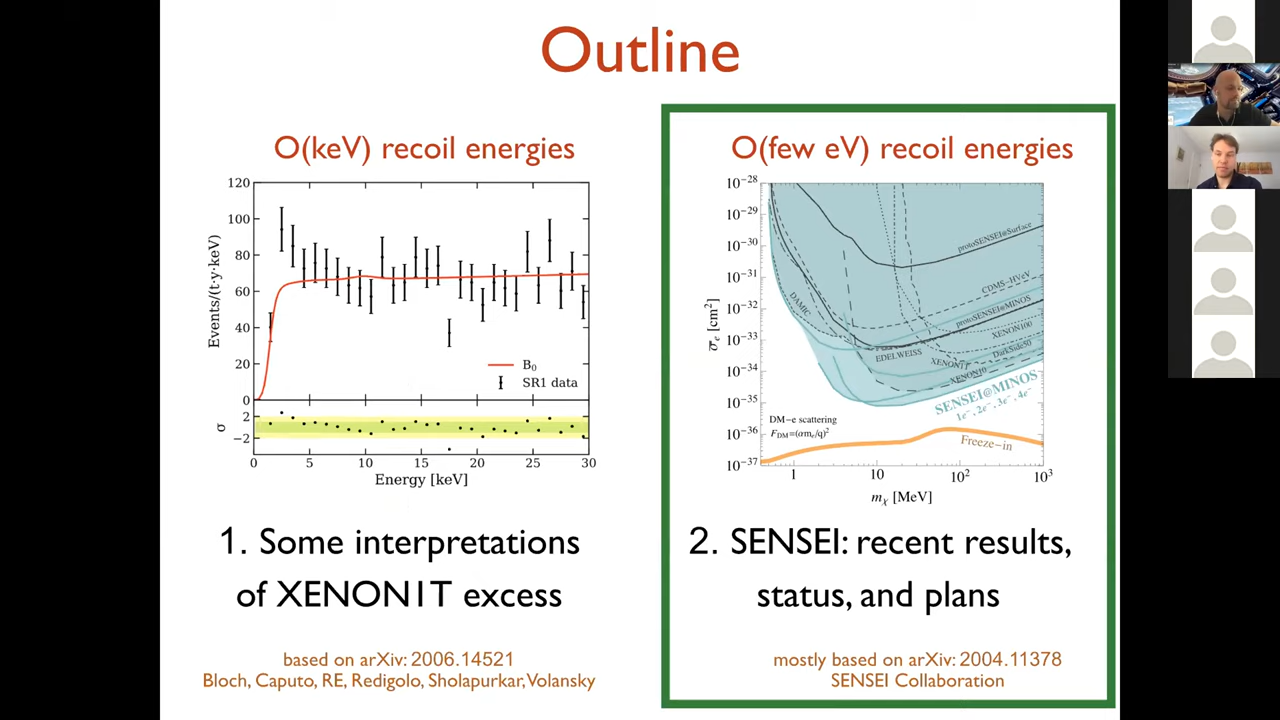 Outline
O(keV) recoil energies
120
100
80
60
40
20
0
Events/(t·y·keV)
B₀
SR1 data
2
−2
σ
0
5
10
15
20
25
30
Energy [keV]
1. Some interpretations
of XENON1T excess
based on arXiv: 2006.14521
Bloch, Caputo, RE, Redigolo, Sholapurkar, Volansky
O(few eV) recoil energies
10⁻²⁸
10⁻²⁹
10⁻³⁰
10⁻³¹
10⁻³²
10⁻³³
10⁻³⁴
10⁻³⁵
10⁻³⁶
10⁻³⁷
σ̅ₑ [cm²]
protoSENSEI@Surface
CDMS-HVeV
DAMIC
protoSENSEI@MINOS
XENON100
EDELWEISS
DarkSide50
XENON1T
XENON10
SENSEI@MINOS
1e⁻, 2e⁻, 3e⁻, 4e⁻
DM-e scattering
F_DM=(αmₑ/q)²
Freeze-in
1
10
10²
10³
mᵪ [MeV]
2. SENSEI: recent results,
status, and plans
mostly based on arXiv: 2004.11378
SENSEI Collaboration